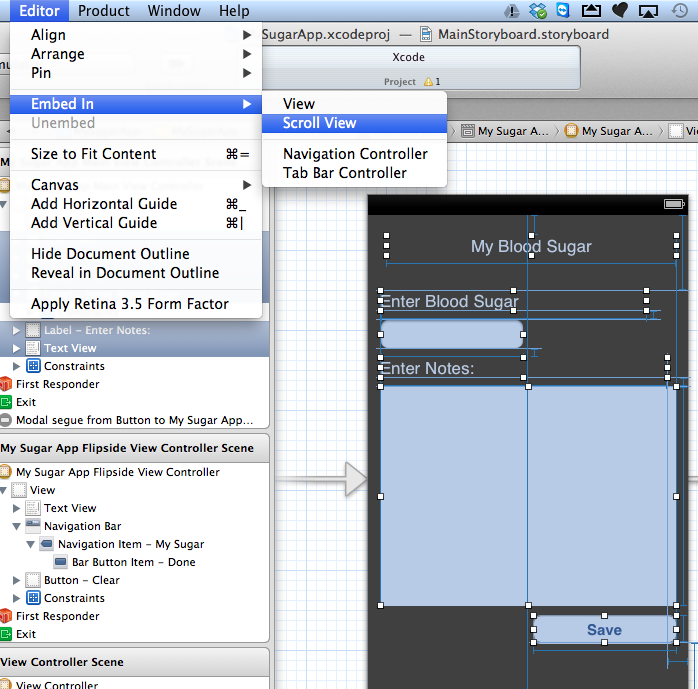 Editor Product Window Help
SugarApp.xcodeproj — MainStoryboard.storyboard
Align
Arrange
Pin
Xcode
Project 1
Embed In
Unembed
View
Scroll View
Navigation Controller
Tab Bar Controller
My Sugar A... My Sugar A...
Size to Fit Content ⌘=
Canvas
Add Horizontal Guide ⌘_
Add Vertical Guide ⌘|
Hide Document Outline
Reveal in Document Outline
Apply Retina 3.5 Form Factor
Label – Enter Notes:
Text View
Constraints
First Responder
Exit
Modal segue from Button to My Sugar App...
My Sugar App Flipside View Controller Scene
My Sugar App Flipside View Controller
View
Text View
Navigation Bar
Navigation Item – My Sugar
Bar Button Item – Done
Button – Clear
Constraints
First Responder
Exit
View Controller Scene
View Controller
My Blood Sugar
Enter Blood Sugar
Enter Notes:
Save